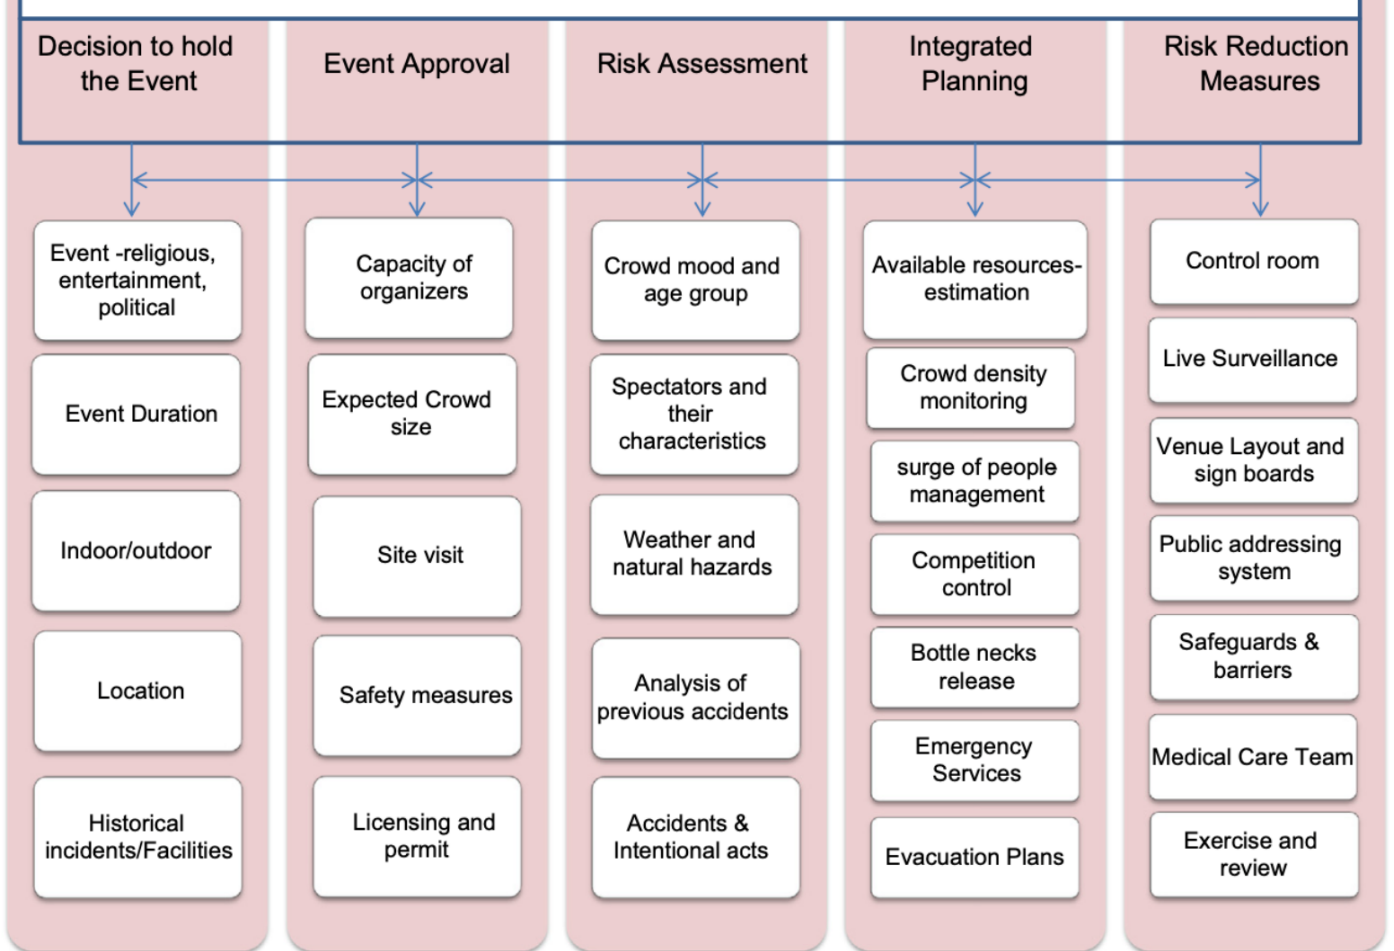 Decision to hold
the Event
Event Approval
Risk Assessment
Integrated
Planning
Risk Reduction
Measures
Event -religious,
entertainment,
political
Event Duration
Indoor/outdoor
Location
Historical
incidents/Facilities
Capacity of
organizers
Expected Crowd
size
Site visit
Safety measures
Licensing and
permit
Crowd mood and
age group
Spectators and
their
characteristics
Weather and
natural hazards
Analysis of
previous accidents
Accidents &
Intentional acts
Available resources-
estimation
Crowd density
monitoring
surge of people
management
Competition
control
Bottle necks
release
Emergency
Services
Evacuation Plans
Control room
Live Surveillance
Venue Layout and
sign boards
Public addressing
system
Safeguards &
barriers
Medical Care Team
Exercise and
review